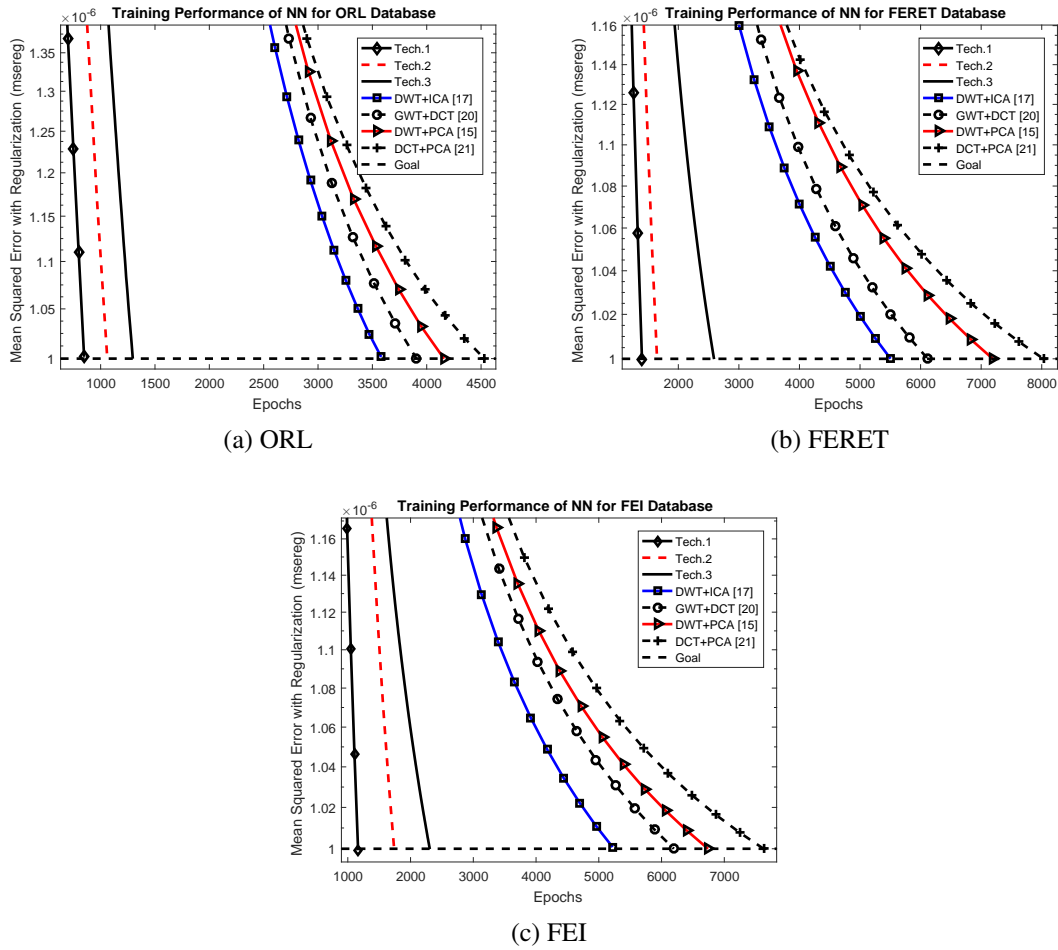 Training Performance of NN for ORL Database
×10⁻⁶
Mean Squared Error with Regularization (msereg)
1.35
1.3
1.25
1.2
1.15
1.1
1.05
1
1000 1500 2000 2500 3000 3500 4000 4500
Epochs
Tech.1
Tech.2
Tech.3
DWT+ICA [17]
GWT+DCT [20]
DWT+PCA [15]
DCT+PCA [21]
Goal
(a) ORL
Training Performance of NN for FERET Database
×10⁻⁶
Mean Squared Error with Regularization (msereg)
1.16
1.14
1.12
1.1
1.08
1.06
1.04
1.02
1
2000 3000 4000 5000 6000 7000 8000
Epochs
Tech.1
Tech.2
Tech.3
DWT+ICA [17]
GWT+DCT [20]
DWT+PCA [15]
DCT+PCA [21]
Goal
(b) FERET
Training Performance of NN for FEI Database
×10⁻⁶
Mean Squared Error with Regularization (msereg)
1.16
1.14
1.12
1.1
1.08
1.06
1.04
1.02
1
1000 2000 3000 4000 5000 6000 7000
Epochs
Tech.1
Tech.2
Tech.3
DWT+ICA [17]
GWT+DCT [20]
DWT+PCA [15]
DCT+PCA [21]
Goal
(c) FEI